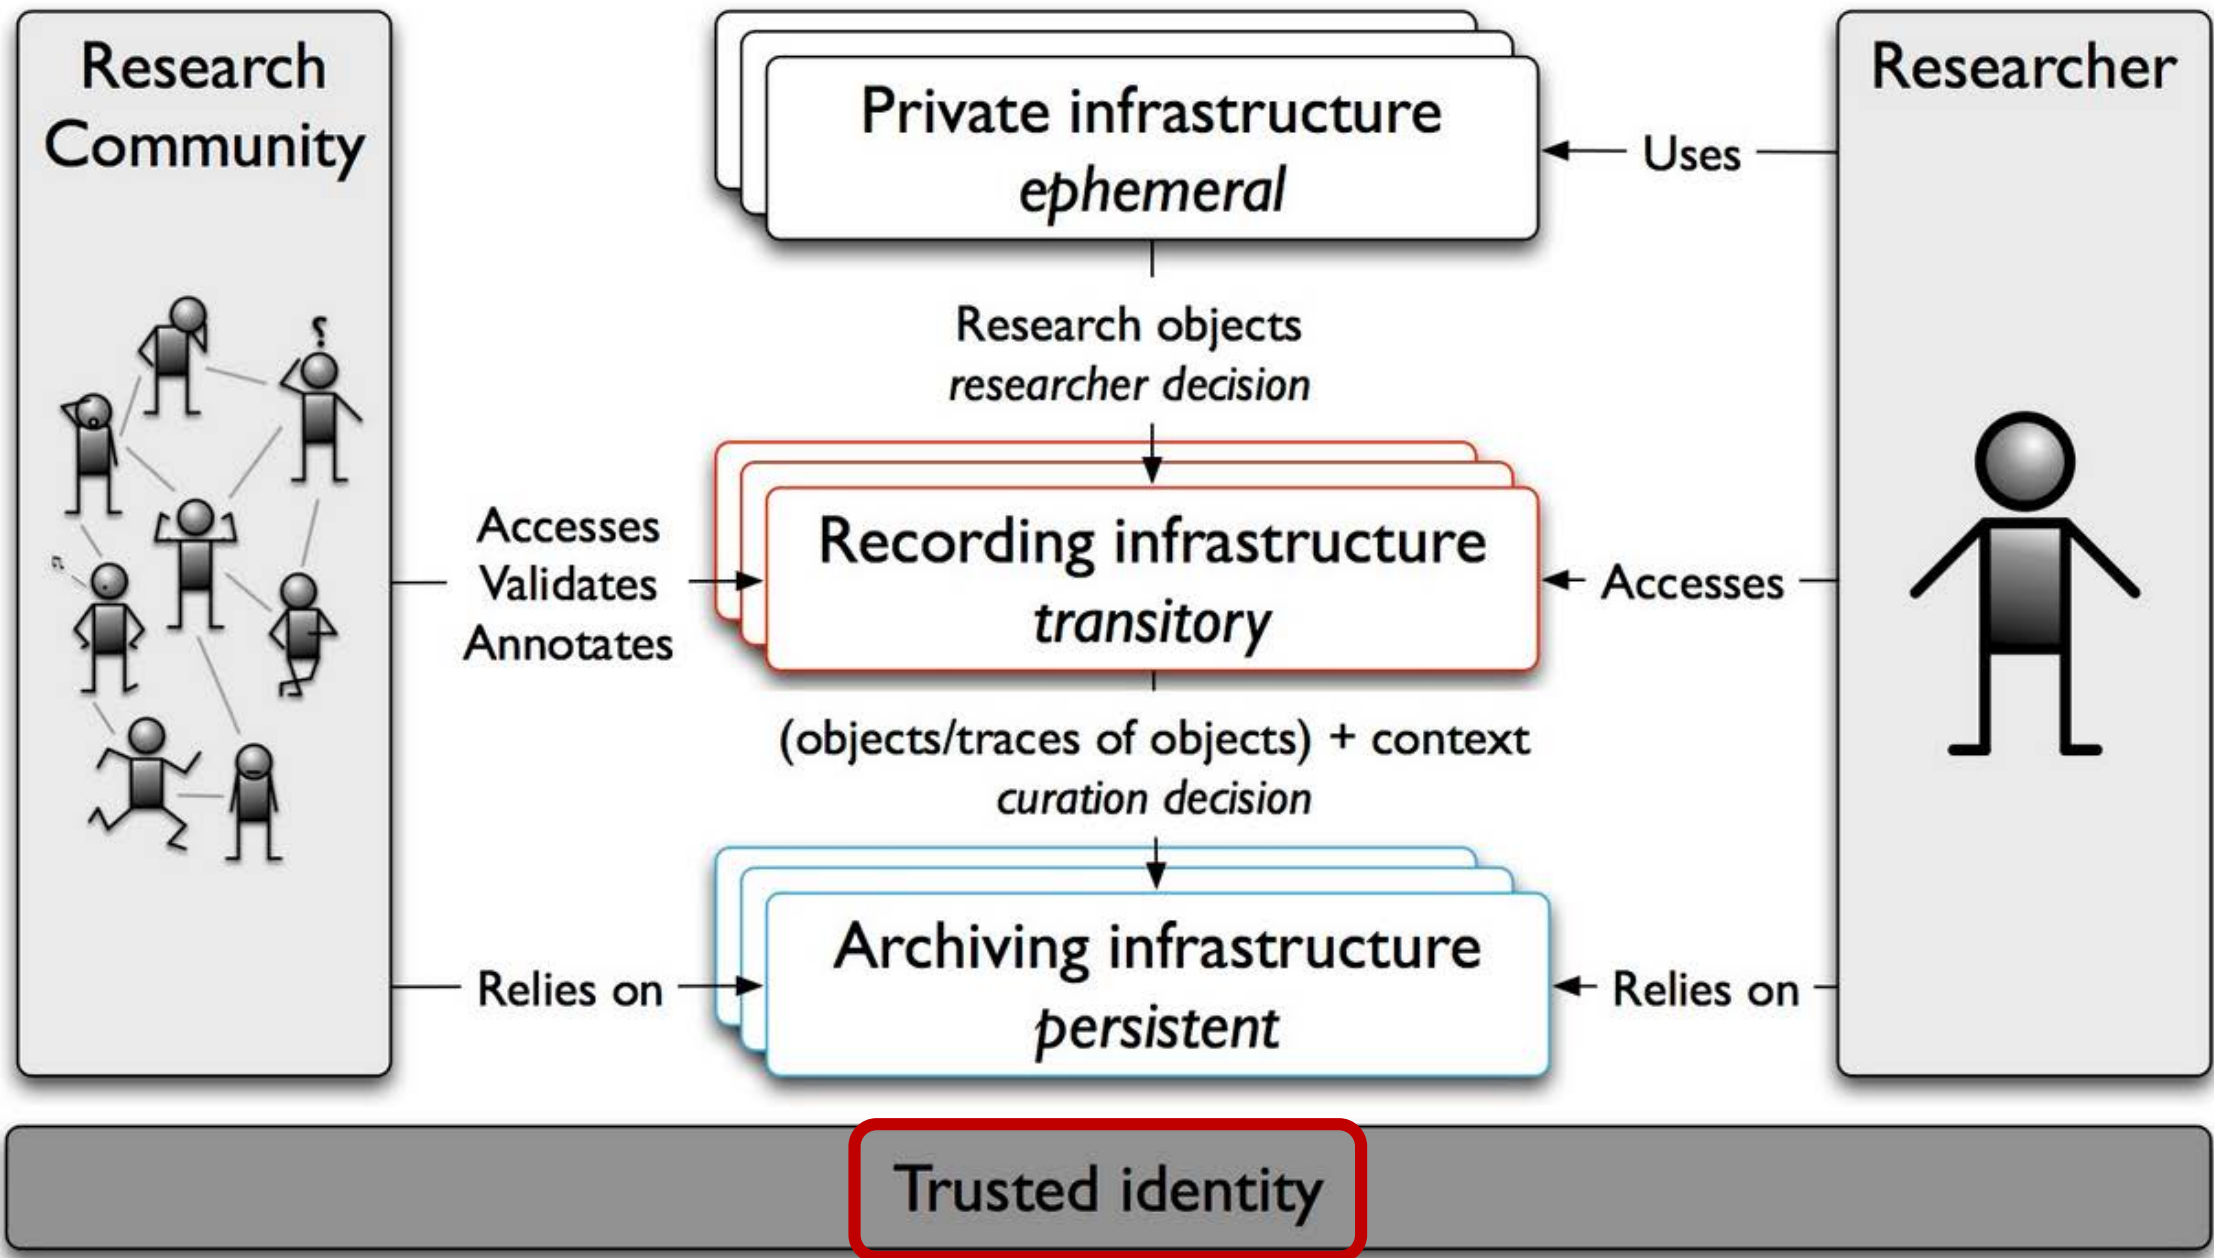 Research
Community
Private infrastructure
ephemeral
Uses
Researcher
Research objects
researcher decision
?
Accesses
Validates
Annotates
Recording infrastructure
transitory
Accesses
(objects/traces of objects) + context
curation decision
Relies on
Archiving infrastructure
persistent
Relies on
Trusted identity